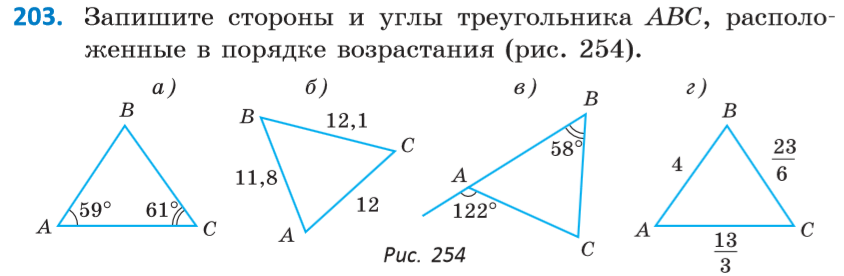 203. Запишите стороны и углы треугольника ABC, располо-
женные в порядке возрастания (рис. 254).
а) б) в) г)
B
59° 61°
A C
B 12,1 C
11,8 12
A
B
58°
A
122°
C
B
4 23/6
A C
13/3
Рис. 254